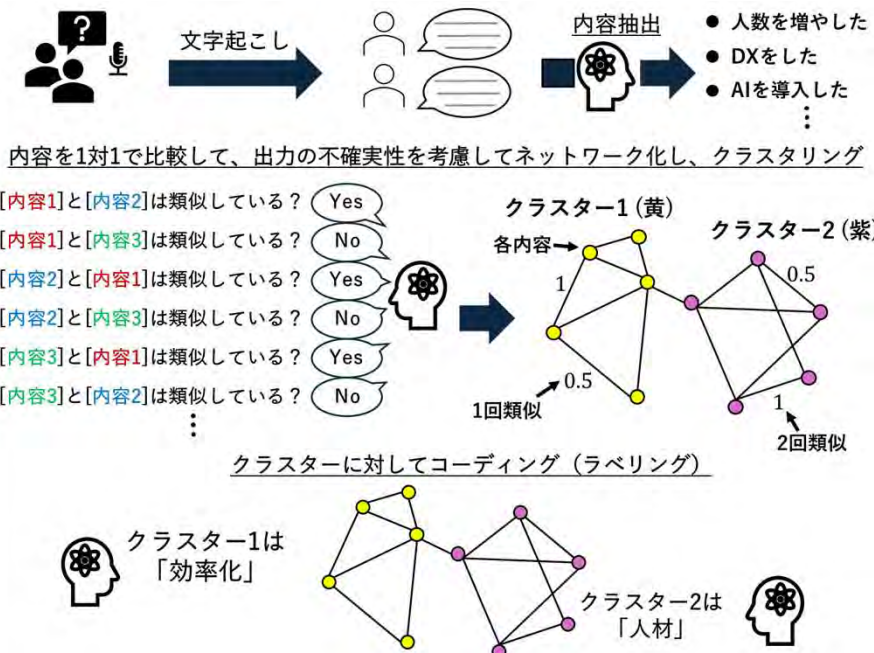 文字起こし
内容抽出
● 人数を増やした
● DXをした
● AIを導入した
⋮
内容を1対1で比較して、出力の不確実性を考慮してネットワーク化し、クラスタリング
[内容1]と[内容2]は類似している？ Yes
[内容1]と[内容3]は類似している？ No
[内容2]と[内容1]は類似している？ Yes
[内容2]と[内容3]は類似している？ No
[内容3]と[内容1]は類似している？ Yes
[内容3]と[内容2]は類似している？ No
⋮
クラスター1 (黄)
クラスター2 (紫)
各内容
1
0.5
1回類似
0.5
1
2回類似
クラスターに対してコーディング（ラベリング）
クラスター1は
「効率化」
クラスター2は
「人材」